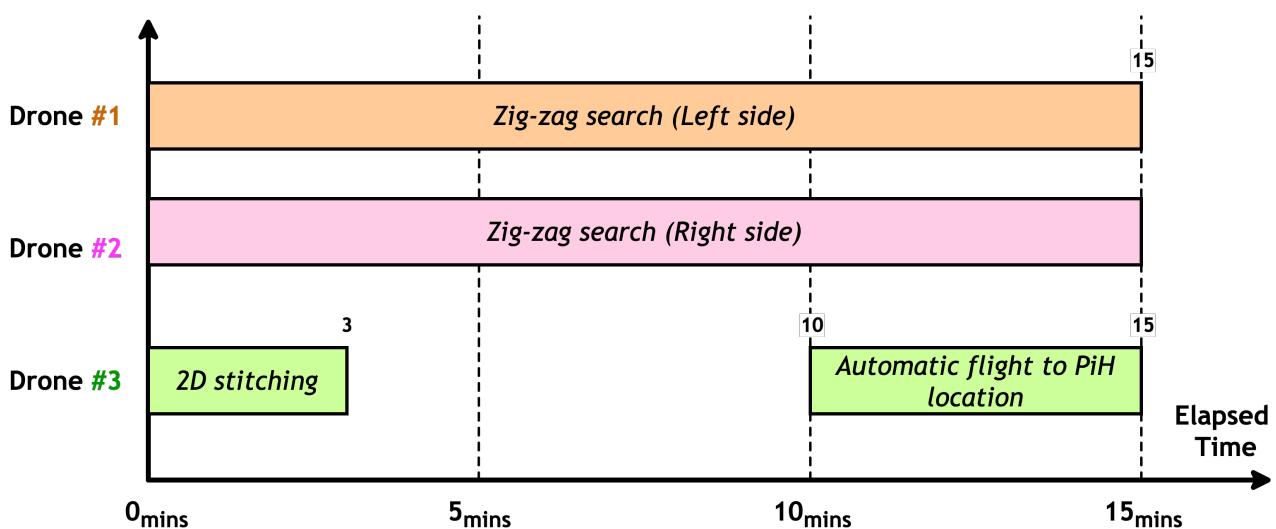 15
Drone #1
Zig-zag search (Left side)
Drone #2
Zig-zag search (Right side)
3
10
15
Drone #3
2D stitching
Automatic flight to PiH
location
Elapsed
Time
0mins
5mins
10mins
15mins